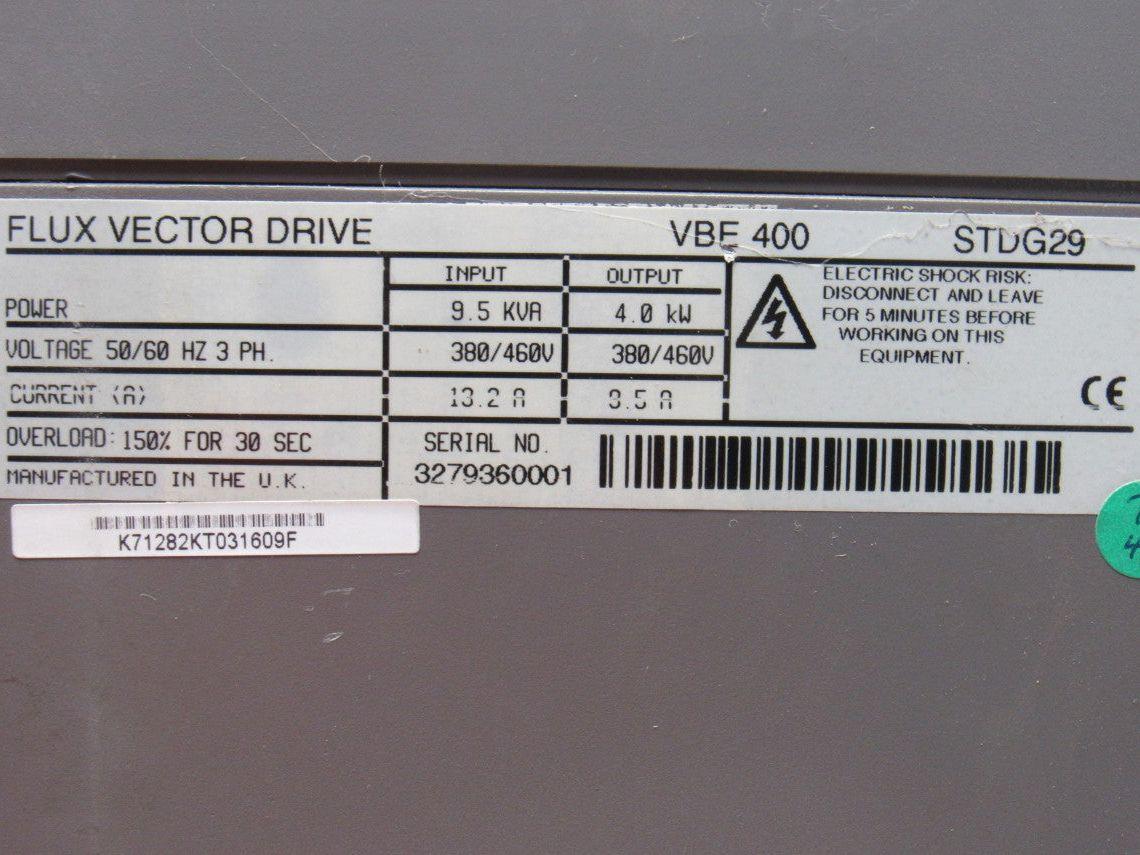 FLUX VECTOR DRIVE VBE 400 STDG29
INPUT OUTPUT
POWER 9.5 KVA 4.0 kW
VOLTAGE 50/60 HZ 3 PH. 380/460V 380/460V
CURRENT (A) 13.2 A 9.5 A
OVERLOAD: 150% FOR 30 SEC
MANUFACTURED IN THE U.K.
SERIAL NO.
3279360001
ELECTRIC SHOCK RISK:
DISCONNECT AND LEAVE
FOR 5 MINUTES BEFORE
WORKING ON THIS
EQUIPMENT.
CE
K71282KT031609F